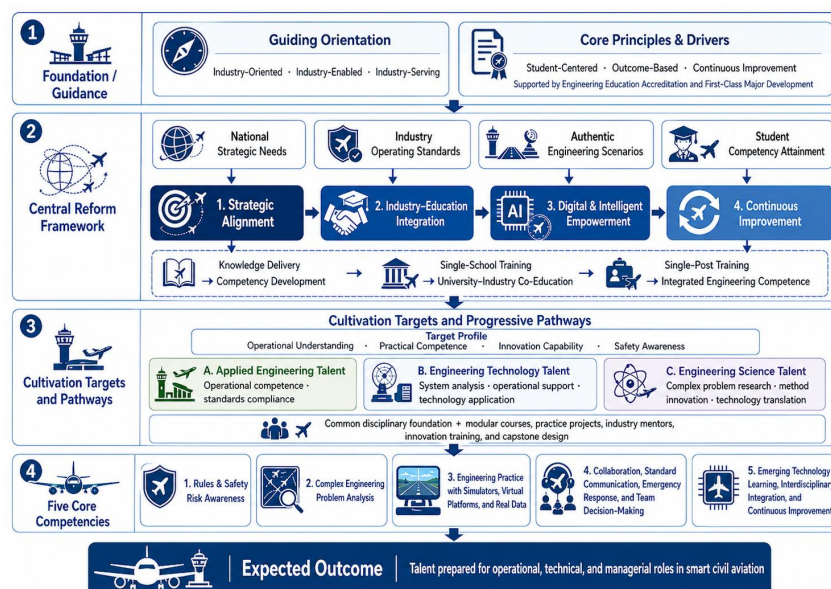 1
Foundation /
Guidance
Guiding Orientation
Industry-Oriented · Industry-Enabled · Industry-Serving
Core Principles & Drivers
Student-Centered · Outcome-Based · Continuous Improvement
Supported by Engineering Education Accreditation and First-Class Major Development
2
Central Reform
Framework
National
Strategic Needs
Industry
Operating Standards
Authentic
Engineering Scenarios
Student
Competency Attainment
1. Strategic
Alignment
2. Industry–Education
Integration
AI
3. Digital & Intelligent
Empowerment
4. Continuous
Improvement
Knowledge Delivery
→ Competency Development
Single-School Training
→ University–Industry Co-Education
Single-Post Training
→ Integrated Engineering Competence
3
Cultivation Targets
and Pathways
Cultivation Targets and Progressive Pathways
Target Profile
Operational Understanding · Practical Competence · Innovation Capability · Safety Awareness
A. Applied Engineering Talent
Operational competence ·
standards compliance
B. Engineering Technology Talent
System analysis · operational support ·
technology application
C. Engineering Science Talent
Complex problem research · method
innovation · technology translation
Common disciplinary foundation + modular courses, practice projects, industry mentors,
innovation training, and capstone design
4
Five Core
Competencies
1. Rules & Safety
Risk Awareness
2. Complex Engineering
Problem Analysis
3. Engineering Practice
with Simulators, Virtual
Platforms, and Real Data
4. Collaboration, Standard
Communication, Emergency
Response, and Team
Decision-Making
5. Emerging Technology
Learning, Interdisciplinary
Integration, and
Continuous Improvement
Expected Outcome
Talent prepared for operational, technical, and managerial roles in smart civil aviation